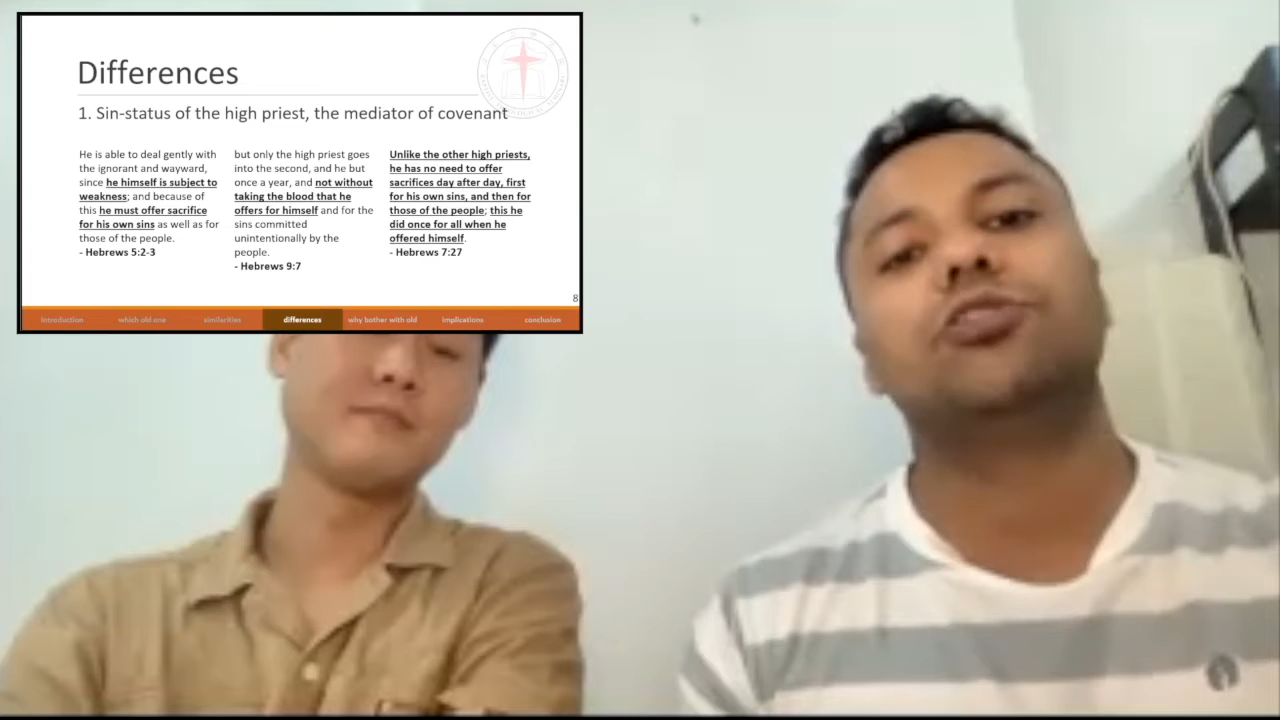 Differences
1. Sin-status of the high priest, the mediator of covenant
He is able to deal gently with
the ignorant and wayward,
since he himself is subject to
weakness; and because of
this he must offer sacrifice
for his own sins as well as for
those of the people.
- Hebrews 5:2-3
but only the high priest goes
into the second, and he but
once a year, and not without
taking the blood that he
offers for himself and for the
sins committed
unintentionally by the
people.
- Hebrews 9:7
Unlike the other high priests,
he has no need to offer
sacrifices day after day, first
for his own sins, and then for
those of the people; this he
did once for all when he
offered himself.
- Hebrews 7:27
8
introduction
which old one
similarities
differences
why bother with old
implications
conclusion